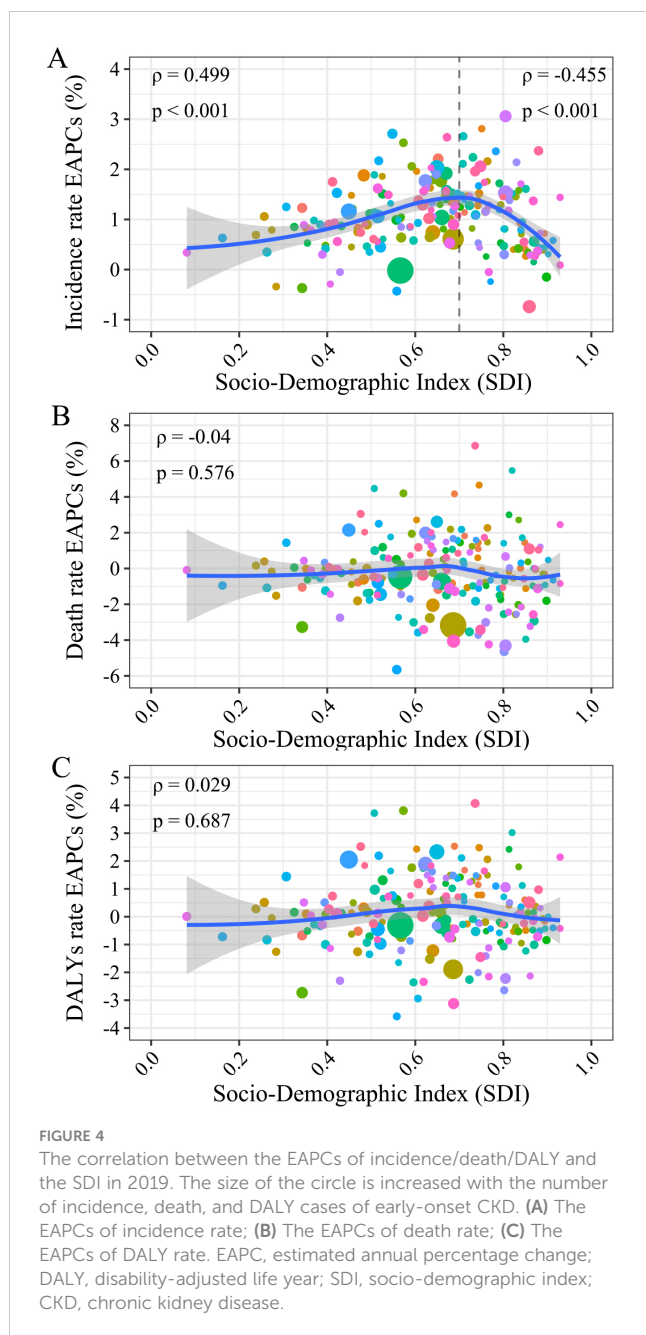 A
ρ = 0.499
ρ = -0.455
p < 0.001
p < 0.001
Incidence rate EAPCs (%)
4
3
2
1
0
-1
0.0
0.2
0.4
0.6
0.8
1.0
Socio-Demographic Index (SDI)
B
ρ = -0.04
p = 0.576
Death rate EAPCs (%)
8
6
4
2
0
-2
-4
-6
0.0
0.2
0.4
0.6
0.8
1.0
Socio-Demographic Index (SDI)
C
ρ = 0.029
p = 0.687
DALYs rate EAPCs (%)
5
4
3
2
1
0
-1
-2
-3
-4
0.0
0.2
0.4
0.6
0.8
1.0
Socio-Demographic Index (SDI)
FIGURE 4
The correlation between the EAPCs of incidence/death/DALY and
the SDI in 2019. The size of the circle is increased with the number
of incidence, death, and DALY cases of early-onset CKD. (A) The
EAPCs of incidence rate; (B) The EAPCs of death rate; (C) The
EAPCs of DALY rate. EAPC, estimated annual percentage change;
DALY, disability-adjusted life year; SDI, socio-demographic index;
CKD, chronic kidney disease.